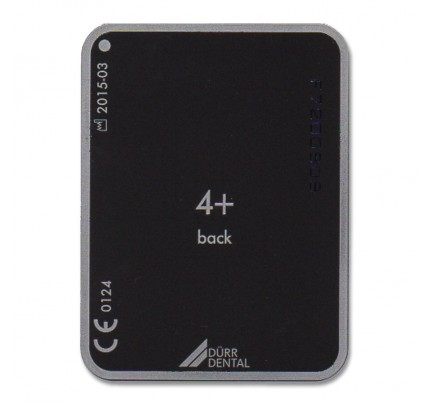 2015-03
4+
back
CE 0124
DÜRR
DENTAL